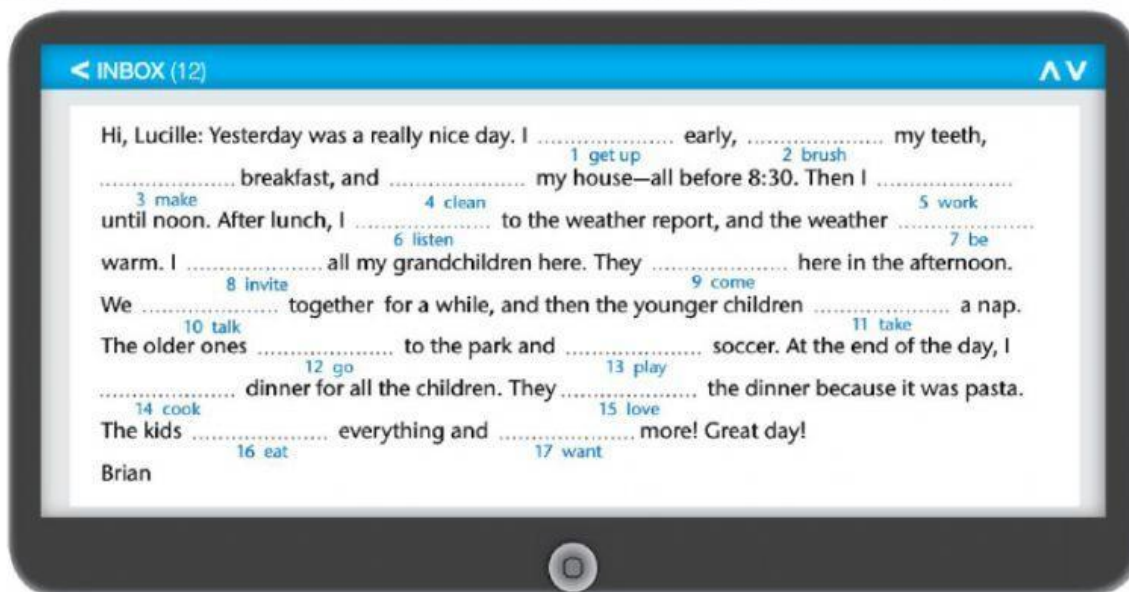 < INBOX (12)
Hi, Lucille: Yesterday was a really nice day. I ........................ early, ........................ my teeth,
1 get up 2 brush
........................ breakfast, and ........................ my house—all before 8:30. Then I ........................
3 make 4 clean 5 work
until noon. After lunch, I ........................ to the weather report, and the weather ........................
6 listen 7 be
warm. I ........................ all my grandchildren here. They ........................ here in the afternoon.
8 invite 9 come
We ........................ together for a while, and then the younger children ........................ a nap.
10 talk 11 take
The older ones ........................ to the park and ........................ soccer. At the end of the day, I
12 go 13 play
........................ dinner for all the children. They ........................ the dinner because it was pasta.
14 cook 15 love
The kids ........................ everything and ........................ more! Great day!
16 eat 17 want
Brian